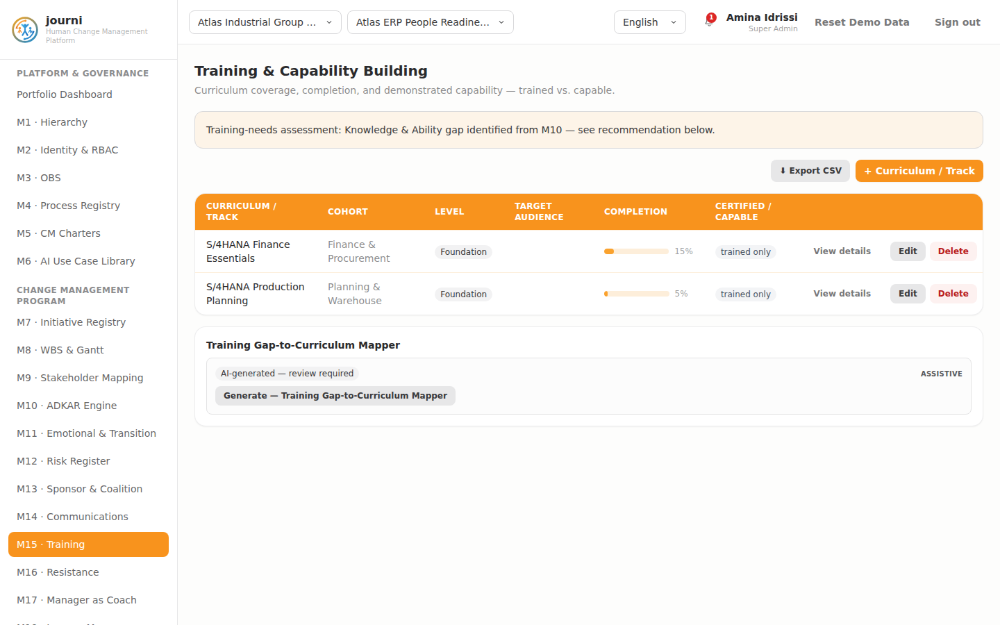 journi
Human Change Management
Platform
Atlas Industrial Group ...
Atlas ERP People Readine...
English
1
Amina Idrissi
Super Admin
Reset Demo Data
Sign out
PLATFORM & GOVERNANCE
Portfolio Dashboard
M1 · Hierarchy
M2 · Identity & RBAC
M3 · OBS
M4 · Process Registry
M5 · CM Charters
M6 · AI Use Case Library
CHANGE MANAGEMENT
PROGRAM
M7 · Initiative Registry
M8 · WBS & Gantt
M9 · Stakeholder Mapping
M10 · ADKAR Engine
M11 · Emotional & Transition
M12 · Risk Register
M13 · Sponsor & Coalition
M14 · Communications
M15 · Training
M16 · Resistance
M17 · Manager as Coach
Training & Capability Building
Curriculum coverage, completion, and demonstrated capability — trained vs. capable.
Training-needs assessment: Knowledge & Ability gap identified from M10 — see recommendation below.
⬇ Export CSV
+ Curriculum / Track
CURRICULUM /
TRACK
COHORT
LEVEL
TARGET
AUDIENCE
COMPLETION
CERTIFIED /
CAPABLE
S/4HANA Finance
Essentials
Finance &
Procurement
Foundation
15%
trained only
View details
Edit
Delete
S/4HANA Production
Planning
Planning &
Warehouse
Foundation
5%
trained only
View details
Edit
Delete
Training Gap-to-Curriculum Mapper
AI-generated — review required
ASSISTIVE
Generate — Training Gap-to-Curriculum Mapper